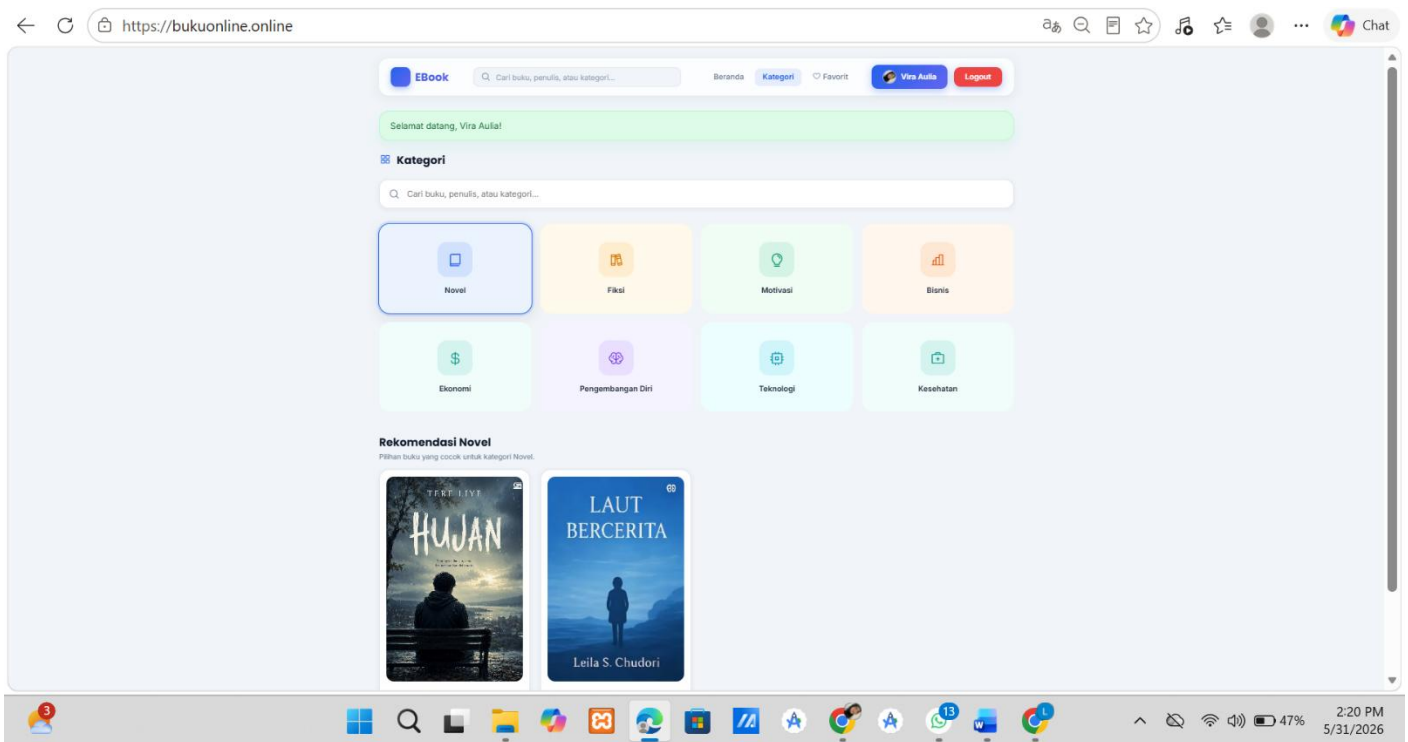 https://bukuonline.online
Chat
EBook
Cari buku, penulis, atau kategori...
Beranda
Kategori
Favorit
Vira Aulia
Logout
Selamat datang, Vira Aulia!
Kategori
Cari buku, penulis, atau kategori...
Novel
Fiksi
Motivasi
Bisnis
Ekonomi
Pengembangan Diri
Teknologi
Kesehatan
Rekomendasi Novel
Pilihan buku yang cocok untuk kategori Novel.
TERE LIYE
HUJAN
LAUT
BERCERITA
Leila S. Chudori
3
13
L
47%
2:20 PM
5/31/2026